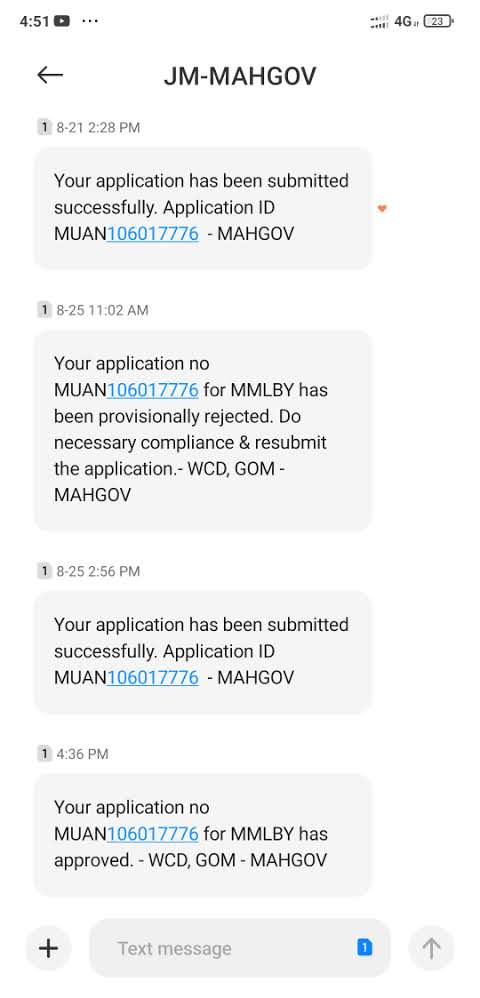 4:51 ...
4G 23
JM-MAHGOV
1 8-21 2:28 PM
Your application has been submitted
successfully. Application ID
MUAN106017776 - MAHGOV
1 8-25 11:02 AM
Your application no
MUAN106017776 for MMLBY has
been provisionally rejected. Do
necessary compliance & resubmit
the application.- WCD, GOM -
MAHGOV
1 8-25 2:56 PM
Your application has been submitted
successfully. Application ID
MUAN106017776 - MAHGOV
1 4:36 PM
Your application no
MUAN106017776 for MMLBY has
approved. - WCD, GOM - MAHGOV
Text message 1